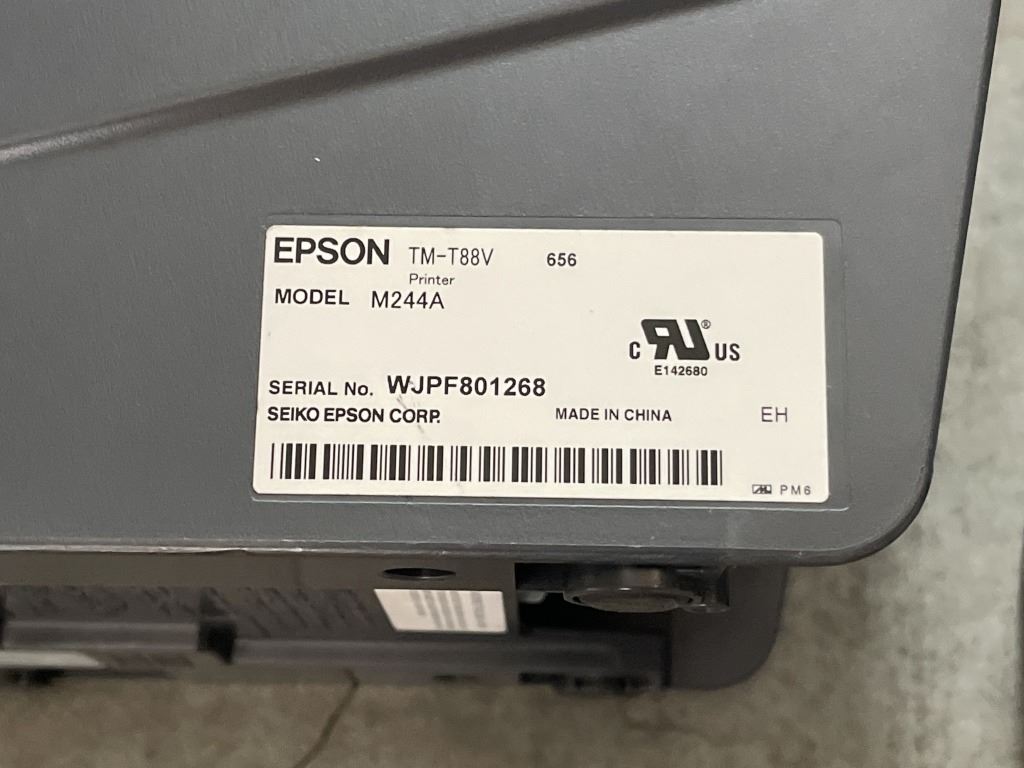 EPSON TM-T88V 656
Printer
MODEL M244A
C RU® US
E142680
SERIAL No. WJPF801268
SEIKO EPSON CORP. MADE IN CHINA EH
PM6